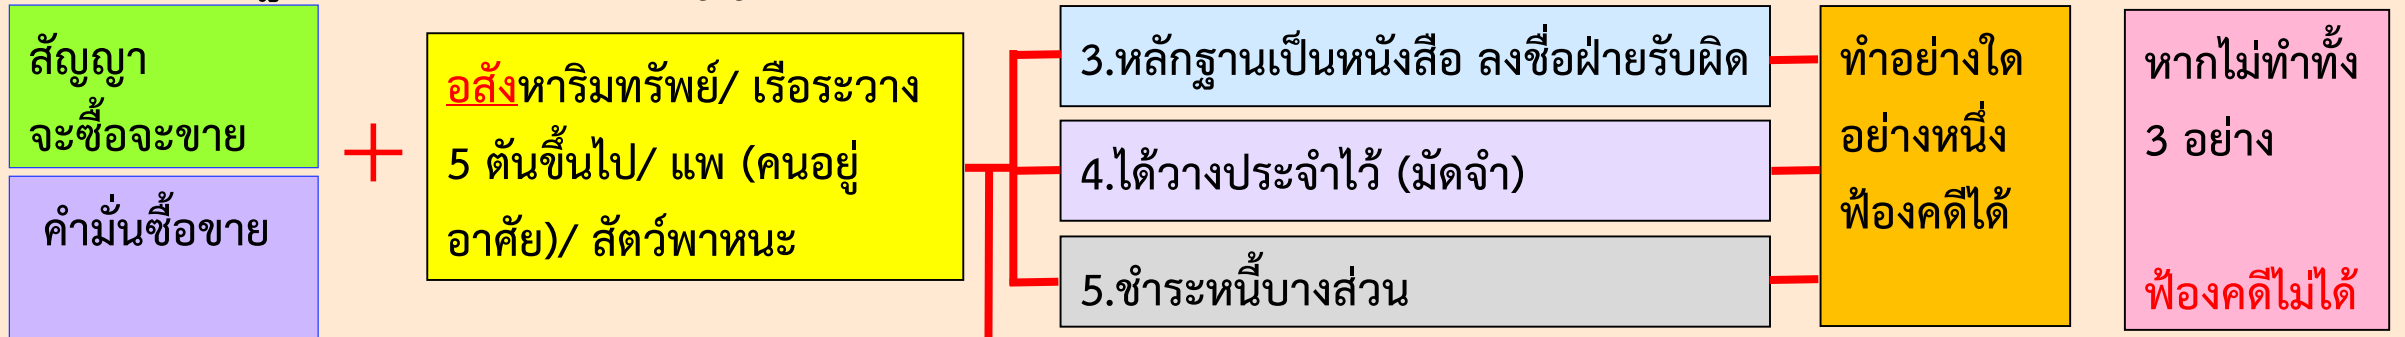 สัญญา
จะซื้อจะขาย
คำมั่นซื้อขาย
อสังหาริมทรัพย์/ เรือระวาง
5 ตันขึ้นไป/ แพ (คนอยู่
อาศัย)/ สัตว์พาหนะ
3.หลักฐานเป็นหนังสือ ลงชื่อฝ่ายรับผิด
4.ได้วางประจำไว้ (มัดจำ)
5.ชำระหนี้บางส่วน
ทำอย่างใด
อย่างหนึ่ง
ฟ้องคดีได้
หากไม่ทำทั้ง
3 อย่าง
ฟ้องคดีไม่ได้